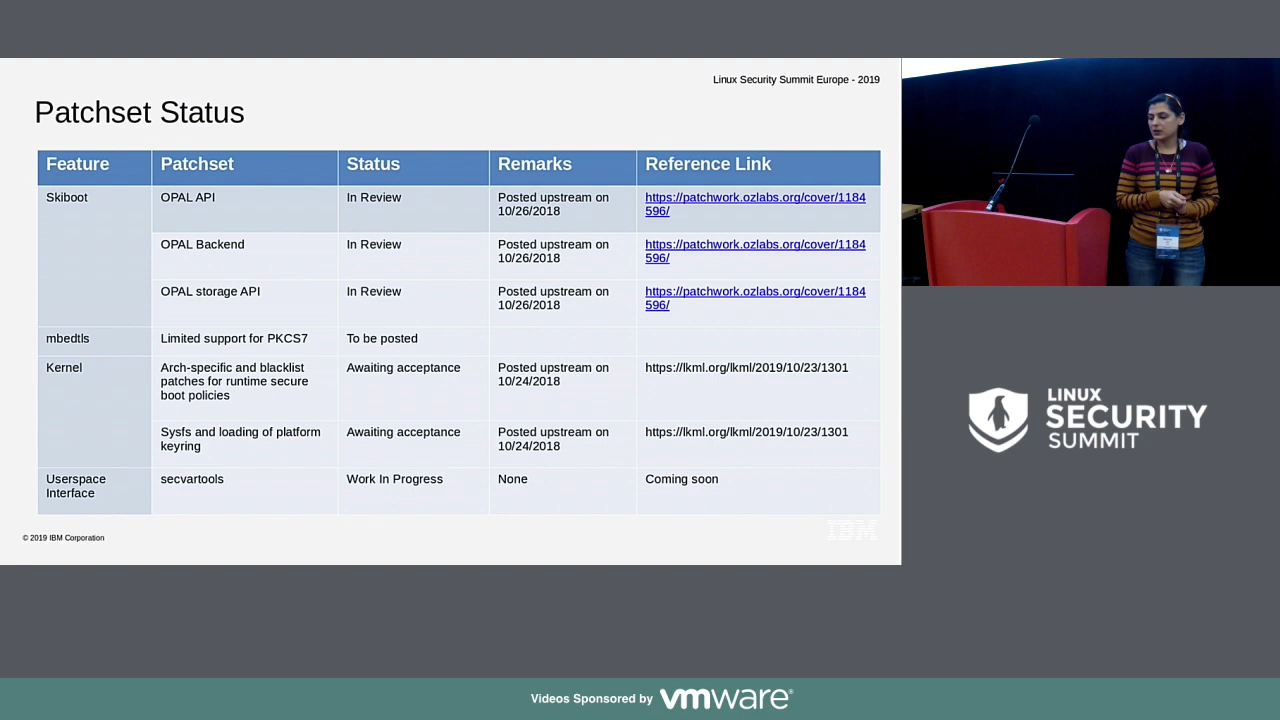 Linux Security Summit Europe - 2019
Patchset Status
Feature Patchset Status Remarks Reference Link
Skiboot OPAL API In Review Posted upstream on https://patchwork.ozlabs.org/cover/1184
10/26/2018 596/
OPAL Backend In Review Posted upstream on https://patchwork.ozlabs.org/cover/1184
10/26/2018 596/
OPAL storage API In Review Posted upstream on https://patchwork.ozlabs.org/cover/1184
10/26/2018 596/
mbedtls Limited support for PKCS7 To be posted
Kernel Arch-specific and blacklist Awaiting acceptance Posted upstream on https://lkml.org/lkml/2019/10/23/1301
patches for runtime secure 10/24/2018
boot policies
Sysfs and loading of platform Awaiting acceptance Posted upstream on https://lkml.org/lkml/2019/10/23/1301
keyring 10/24/2018
Userspace secvartools Work In Progress None Coming soon
Interface
© 2019 IBM Corporation
IBM
LINUX
SECURITY
SUMMIT
Videos Sponsored by vmware®